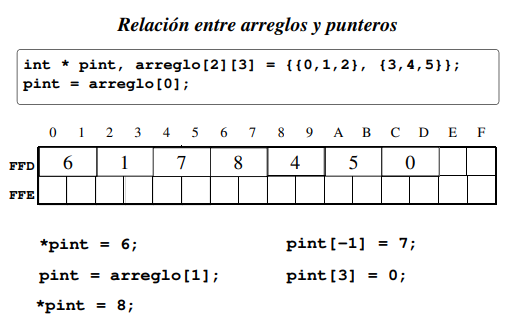 Relación entre arreglos y punteros
int * pint, arreglo[2][3] = {{0,1,2}, {3,4,5}};
pint = arreglo[0];
0 1 2 3 4 5 6 7 8 9 A B C D E F
FFD 6 1 7 8 4 5 0
FFE
*pint = 6; pint[-1] = 7;
pint = arreglo[1]; pint[3] = 0;
*pint = 8;